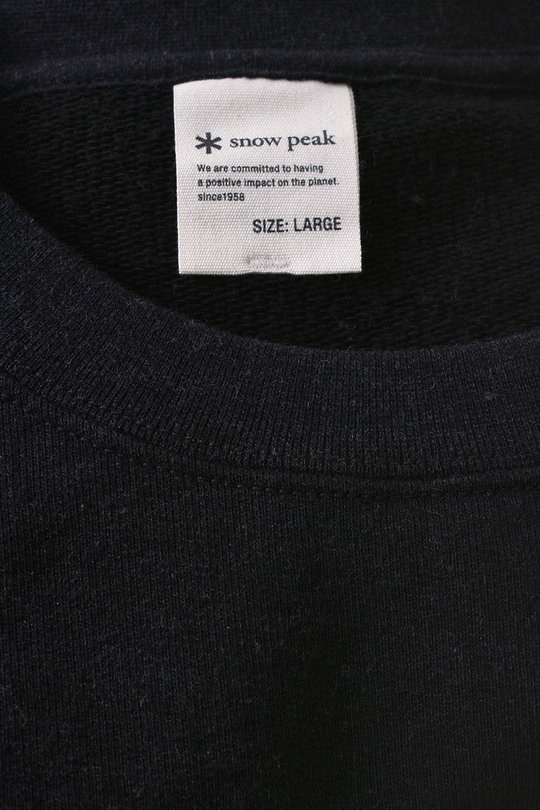 snow peak
We are committed to having
a positive impact on the planet.
since1958
SIZE: LARGE